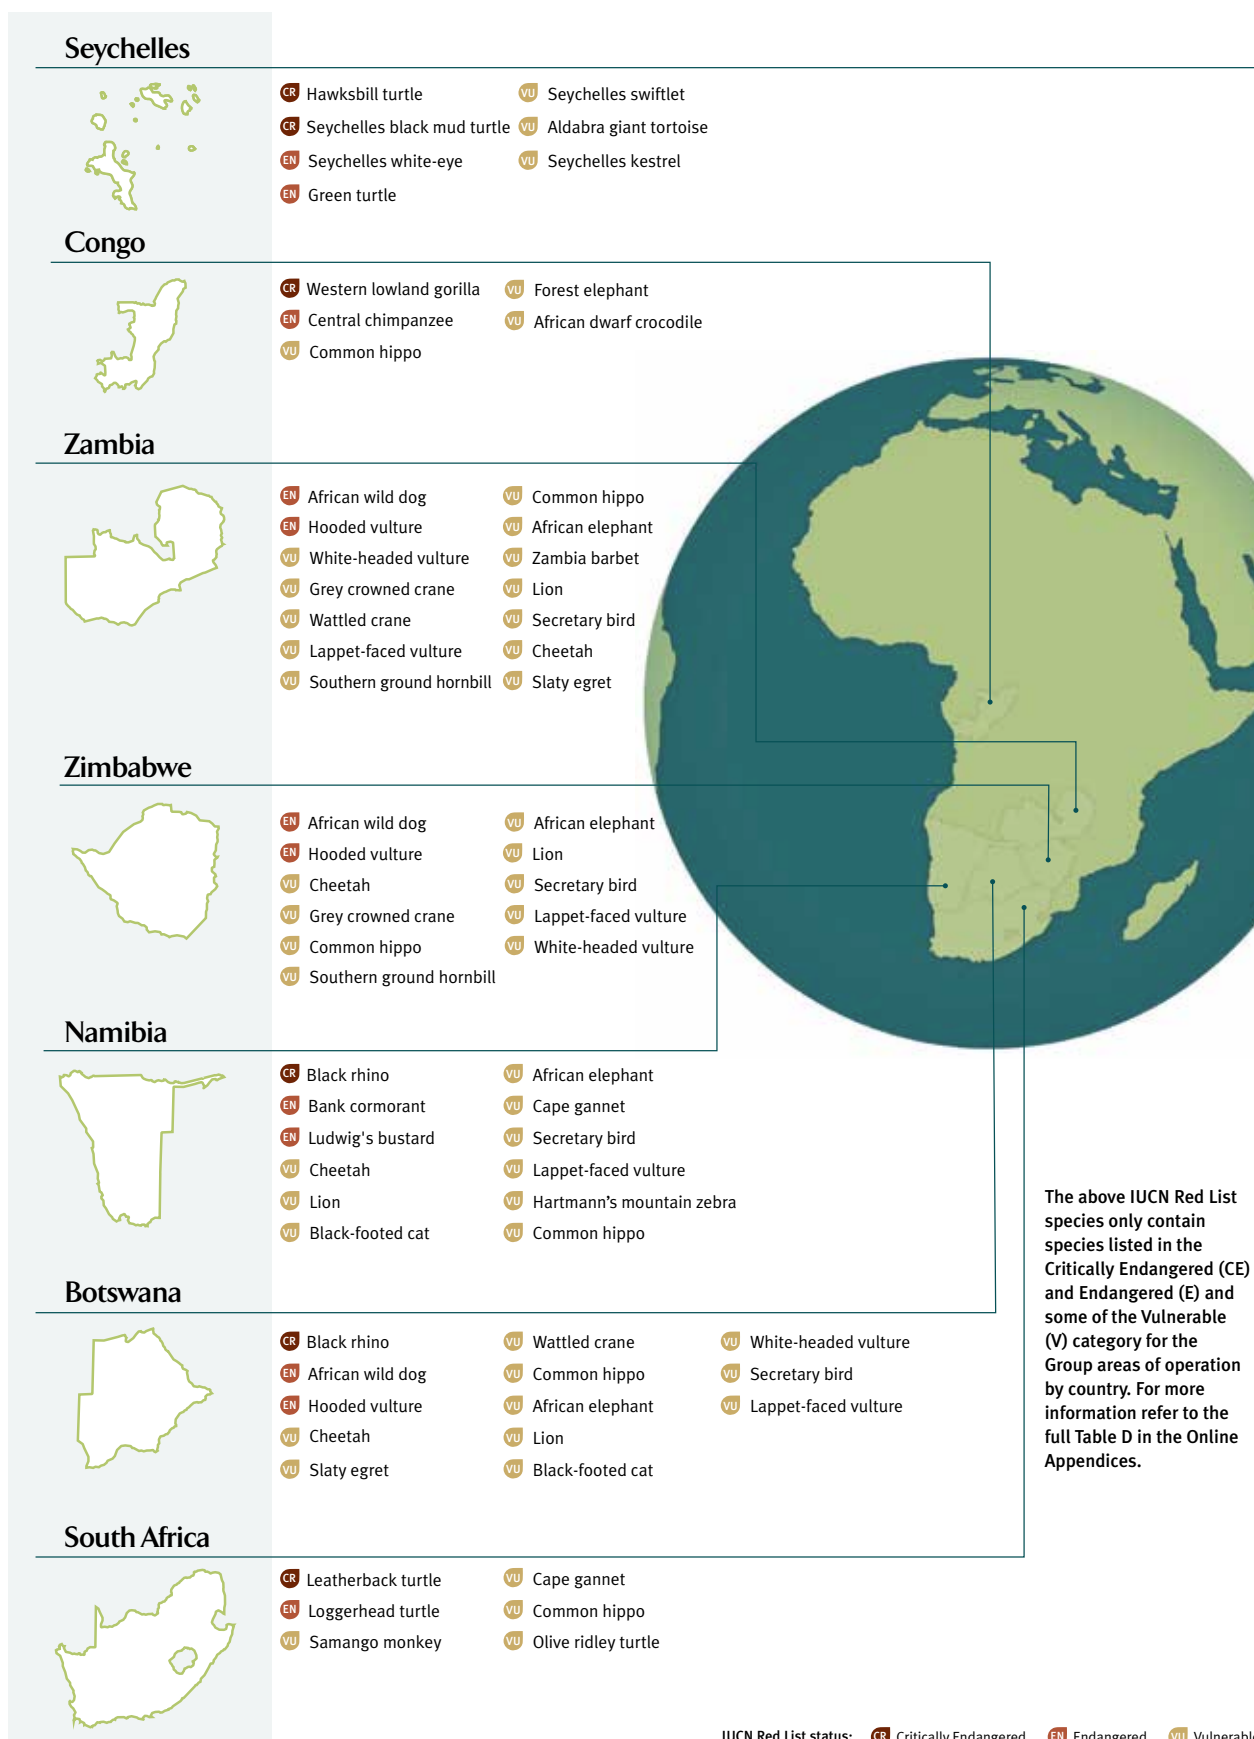 Seychelles
CR Hawksbill turtle
CR Seychelles black mud turtle
EN Seychelles white-eye
EN Green turtle
VU Seychelles swiftlet
VU Aldabra giant tortoise
VU Seychelles kestrel
Congo
CR Western lowland gorilla
EN Central chimpanzee
VU Common hippo
VU Forest elephant
VU African dwarf crocodile
Zambia
EN African wild dog
EN Hooded vulture
VU White-headed vulture
VU Grey crowned crane
VU Wattled crane
VU Lappet-faced vulture
VU Southern ground hornbill
VU Common hippo
VU African elephant
VU Zambia barbet
VU Lion
VU Secretary bird
VU Cheetah
VU Slaty egret
Zimbabwe
EN African wild dog
EN Hooded vulture
VU Cheetah
VU Grey crowned crane
VU Common hippo
VU Southern ground hornbill
VU African elephant
VU Lion
VU Secretary bird
VU Lappet-faced vulture
VU White-headed vulture
Namibia
CR Black rhino
EN Bank cormorant
EN Ludwig's bustard
VU Cheetah
VU Lion
VU Black-footed cat
VU African elephant
VU Cape gannet
VU Secretary bird
VU Lappet-faced vulture
VU Hartmann’s mountain zebra
VU Common hippo
Botswana
CR Black rhino
EN African wild dog
EN Hooded vulture
VU Cheetah
VU Slaty egret
VU Wattled crane
VU Common hippo
VU African elephant
VU Lion
VU Black-footed cat
VU White-headed vulture
VU Secretary bird
VU Lappet-faced vulture
South Africa
CR Leatherback turtle
EN Loggerhead turtle
VU Samango monkey
VU Cape gannet
VU Common hippo
VU Olive ridley turtle
The above IUCN Red List
species only contain
species listed in the
Critically Endangered (CE)
and Endangered (E) and
some of the Vulnerable
(V) category for the
Group areas of operation
by country. For more
information refer to the
full Table D in the Online
Appendices.
IUCN Red List status: CR Critically Endangered EN Endangered VU Vulnerable